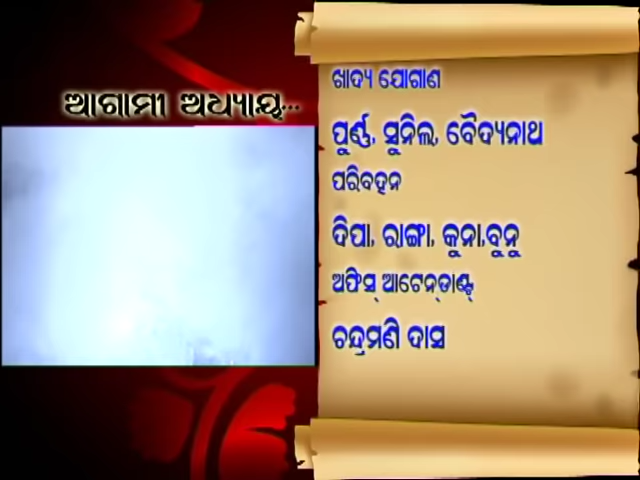 ଆଗାମୀ ଅଧ୍ୟାୟ...
ଖାଦ୍ୟ ଯୋଗାଣ
ପୂର୍ଣ୍ଣ, ସୁନିଲ, ବୈଦ୍ୟନାଥ
ପରିବହନ
ଦିପା, ରାଙ୍ଗା, କୁନା,ବୁନୁ
ଅଫିସ୍ ଆଟେନ୍ଡାଣ୍ଟ୍
ଚନ୍ଦ୍ରମଣି ଦାସ